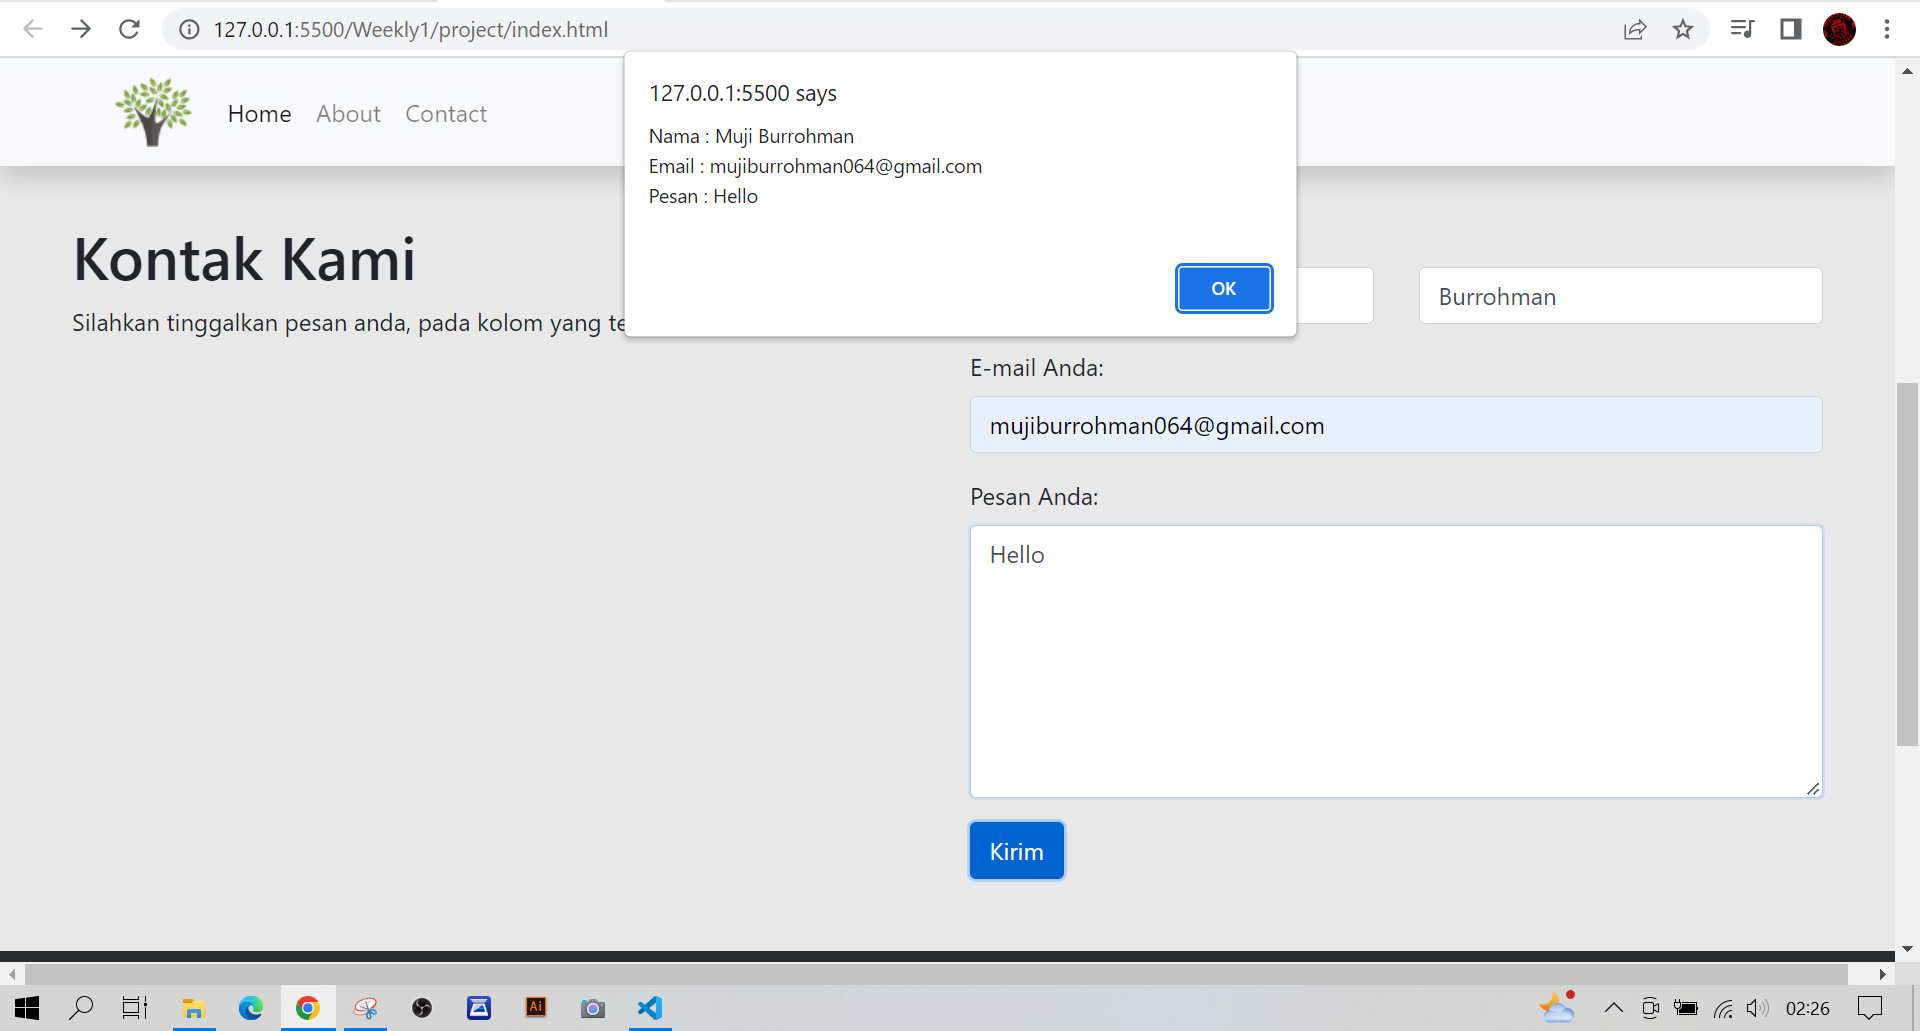 127.0.0.1:5500/Weekly1/project/index.html
Home About Contact
127.0.0.1:5500 says
Nama : Muji Burrohman
Email : mujiburrohman064@gmail.com
Pesan : Hello
OK
Kontak Kami
Silahkan tinggalkan pesan anda, pada kolom yang te
Burrohman
E-mail Anda:
mujiburrohman064@gmail.com
Pesan Anda:
Hello
Kirim
Ai
02:26